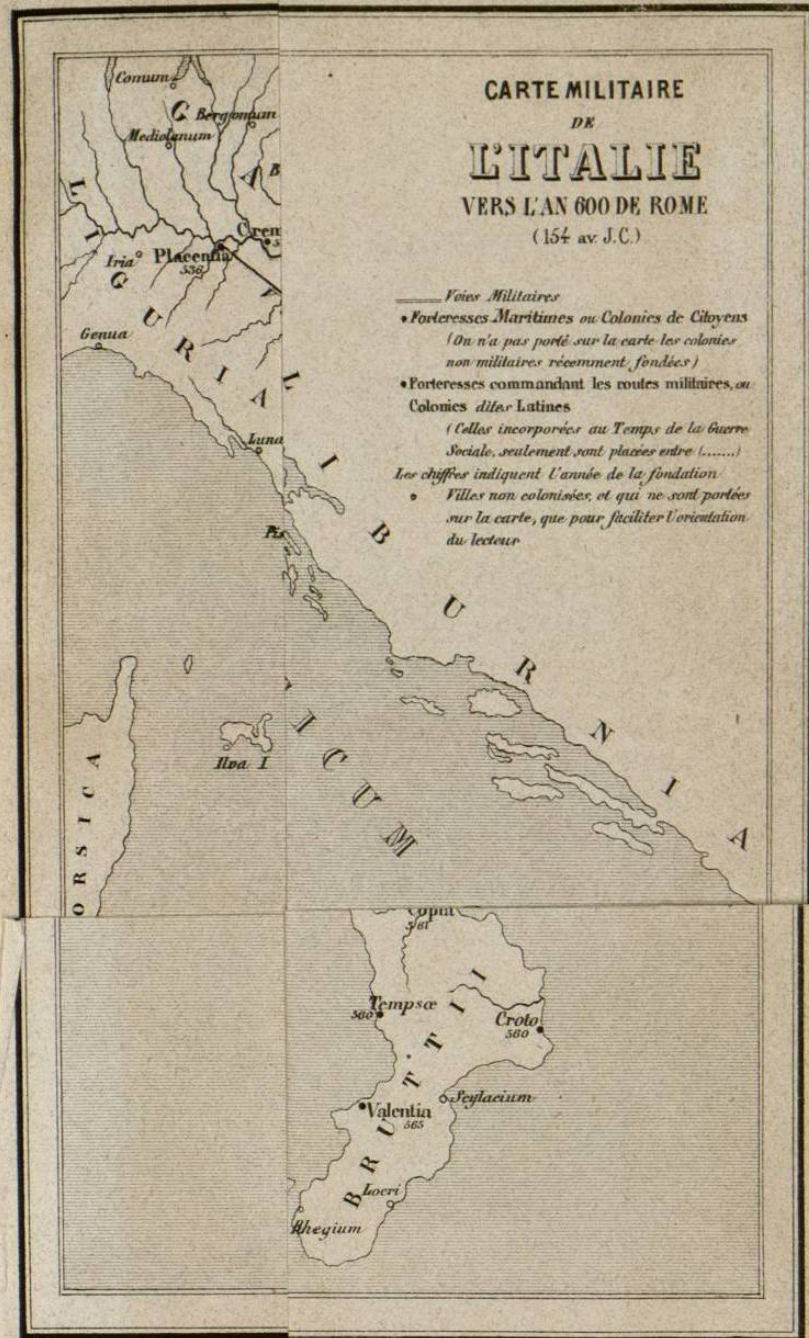 CARTE MILITAIRE
DE
L'ITALIE
VERS L'AN 600 DE ROME
(154 av. J.C.)
Voies Militaires
Forteresses Maritimes ou Colonies de Citoyens
(On n'a pas porté sur la carte les colonies
non militaires récemment fondées)
Forteresses commandant les routes militaires, ou
Colonies dites Latines
(Celles incorporées au Temps de la Guerre
Sociale, seulement sont placées entre (.......)
Les chiffres indiquent l'année de la fondation
Villes non colonisées, et qui ne sont portées
sur la carte, que pour faciliter l'orientation
du lecteur
Comum
Bergomum
Mediolanum
G
A
B
Crem
Iria
Placentia
536
LIGURIA
Genua
L
Luna
Pis
LIBURNIA
Ilva I
ICUM
ORSICA
Copia
561
Tempsæ
560
Croto
560
Scylacium
Valentia
565
BRUTTII
Locri
Rhegium